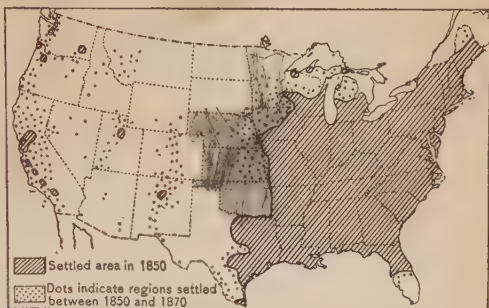 Settled area in 1850
Dots indicate regions settled
between 1850 and 1870